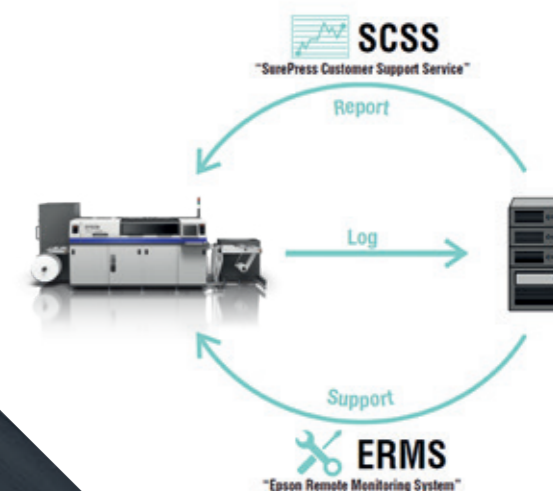 SCSS
"SurePress Customer Support Service"
Report
Log
Support
ERMS
"Epson Remote Monitoring System"